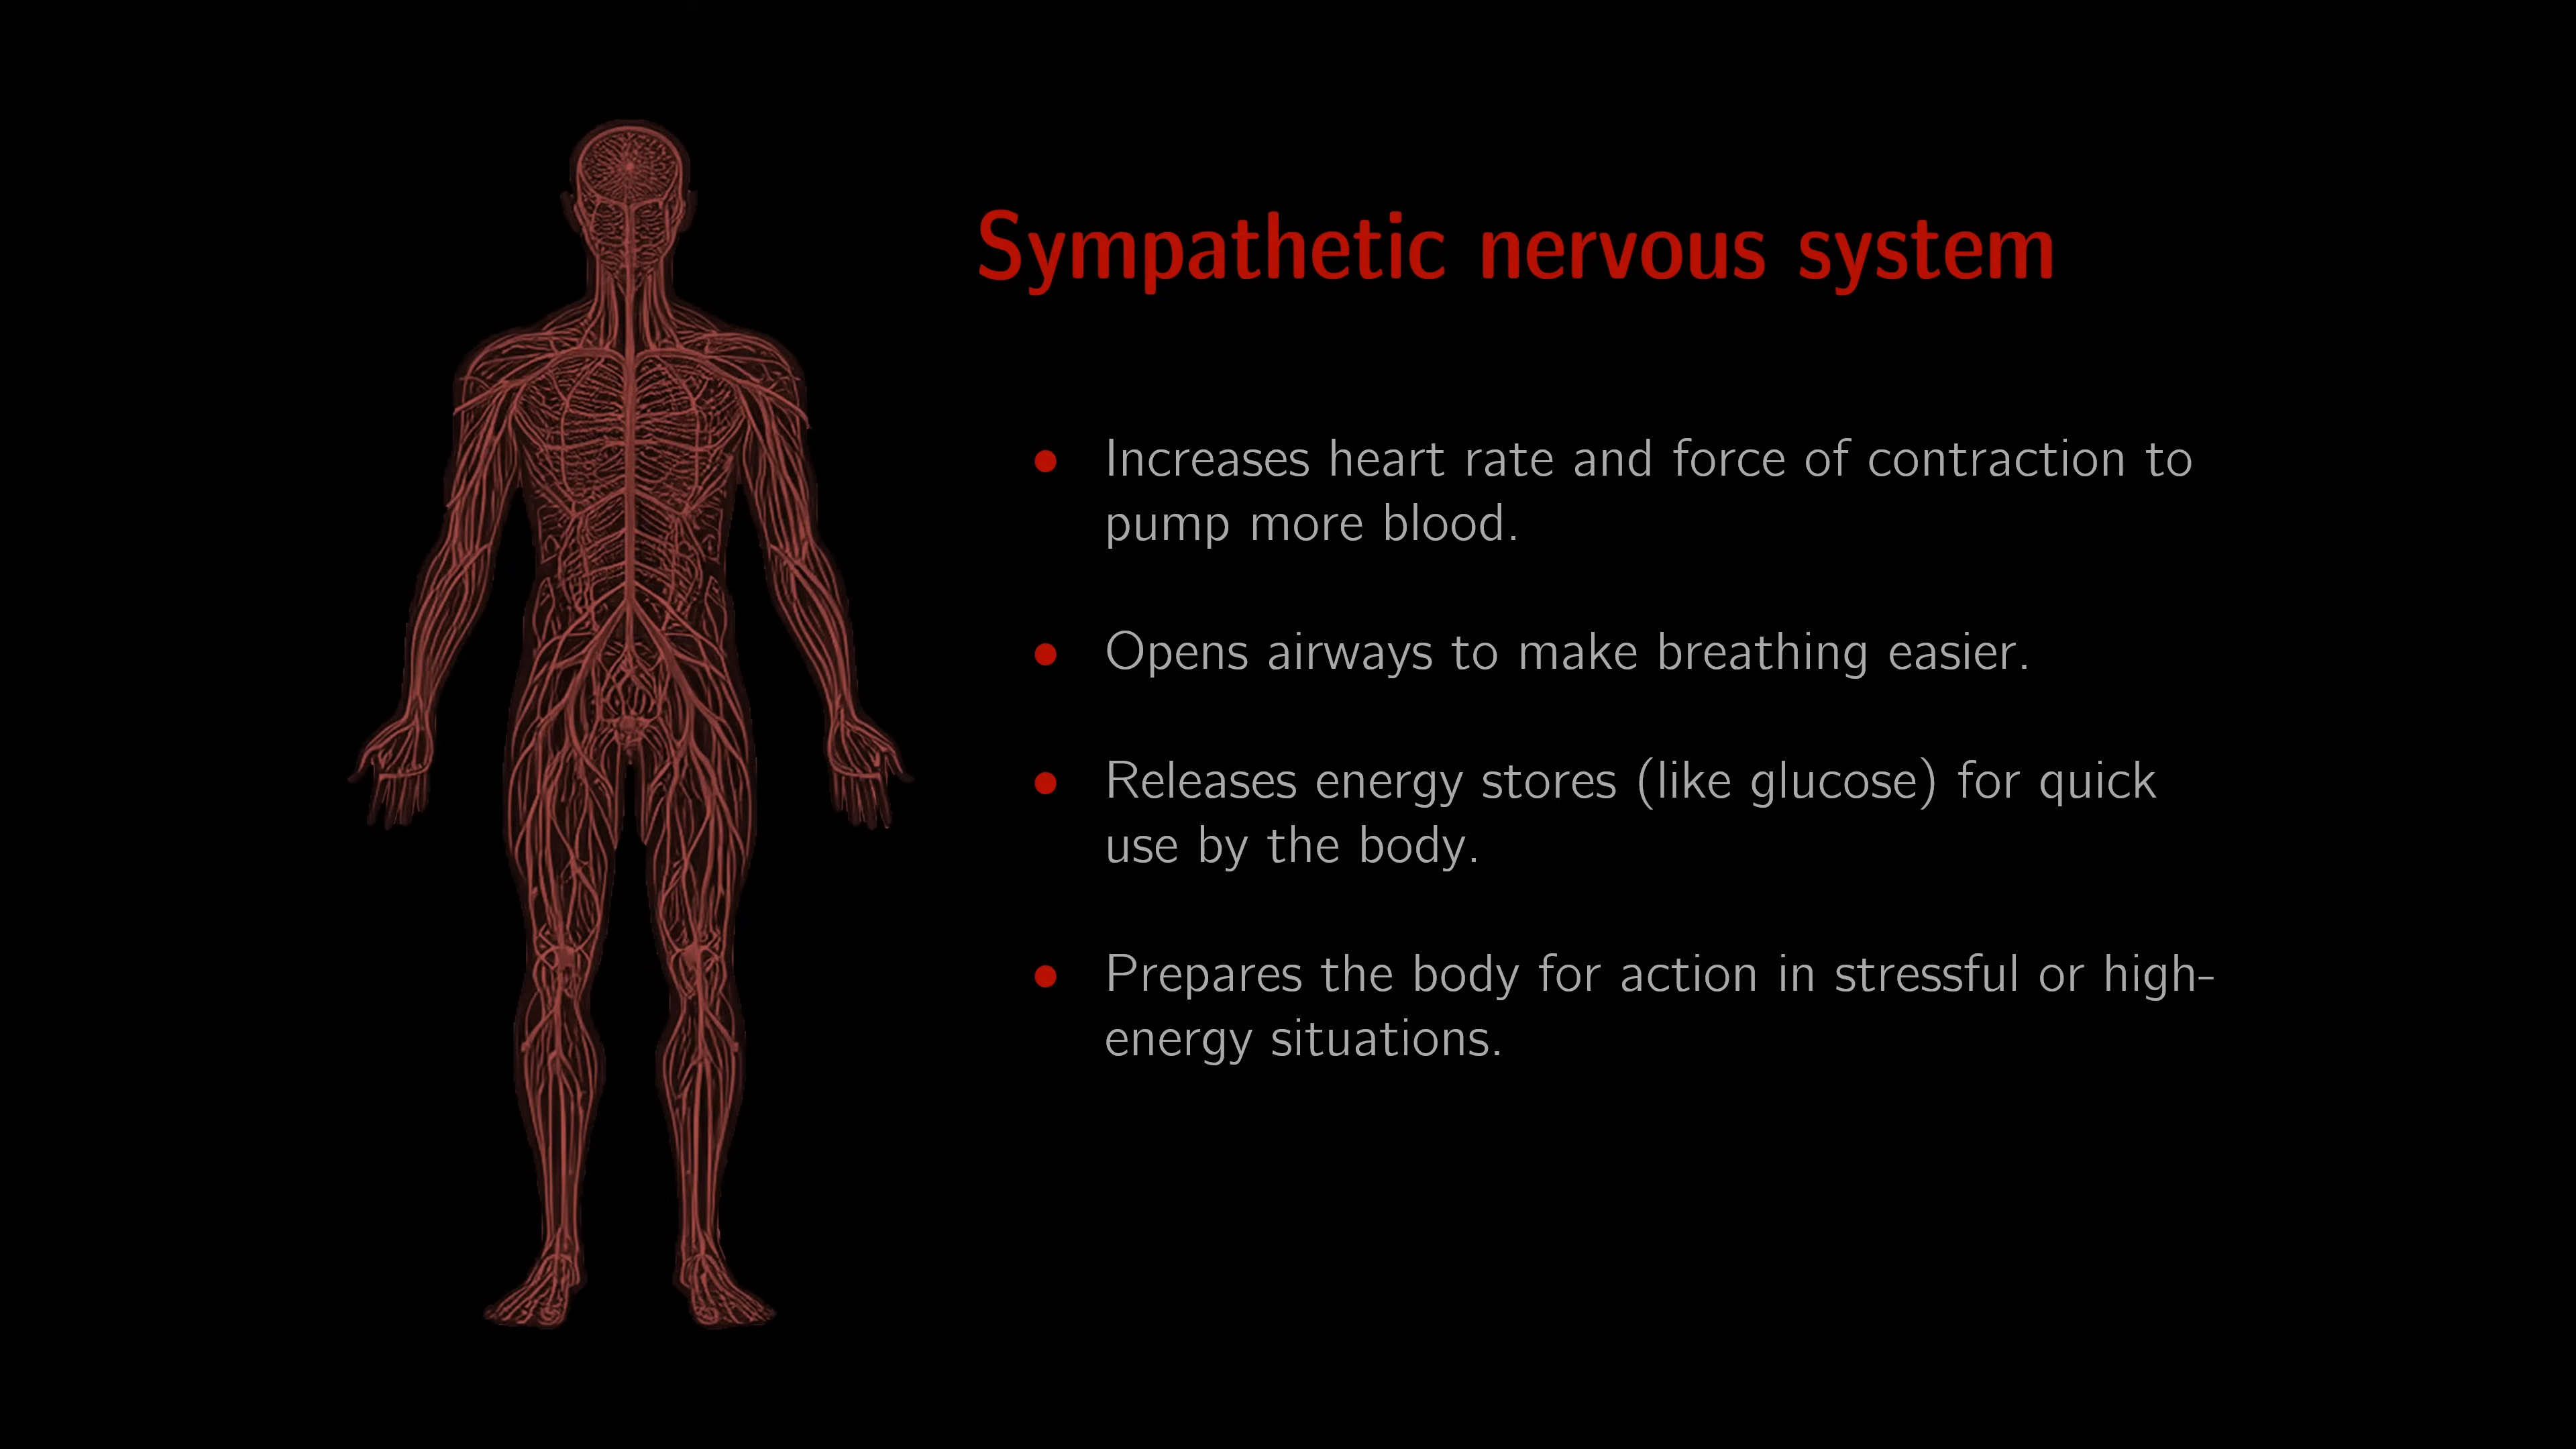 Sympathetic nervous system
• Increases heart rate and force of contraction to
pump more blood.
• Opens airways to make breathing easier.
• Releases energy stores (like glucose) for quick
use by the body.
• Prepares the body for action in stressful or high-
energy situations.